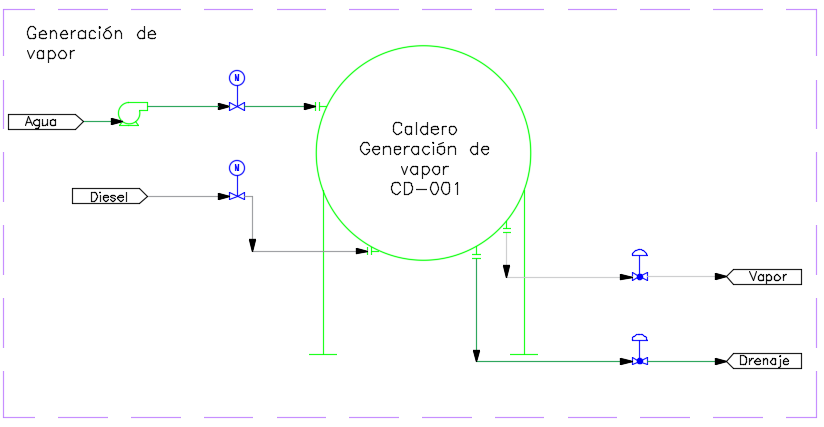 Generación de
vapor
N
Agua
Caldero
Generación de
vapor
CD-001
N
Diesel
Vapor
Drenaje